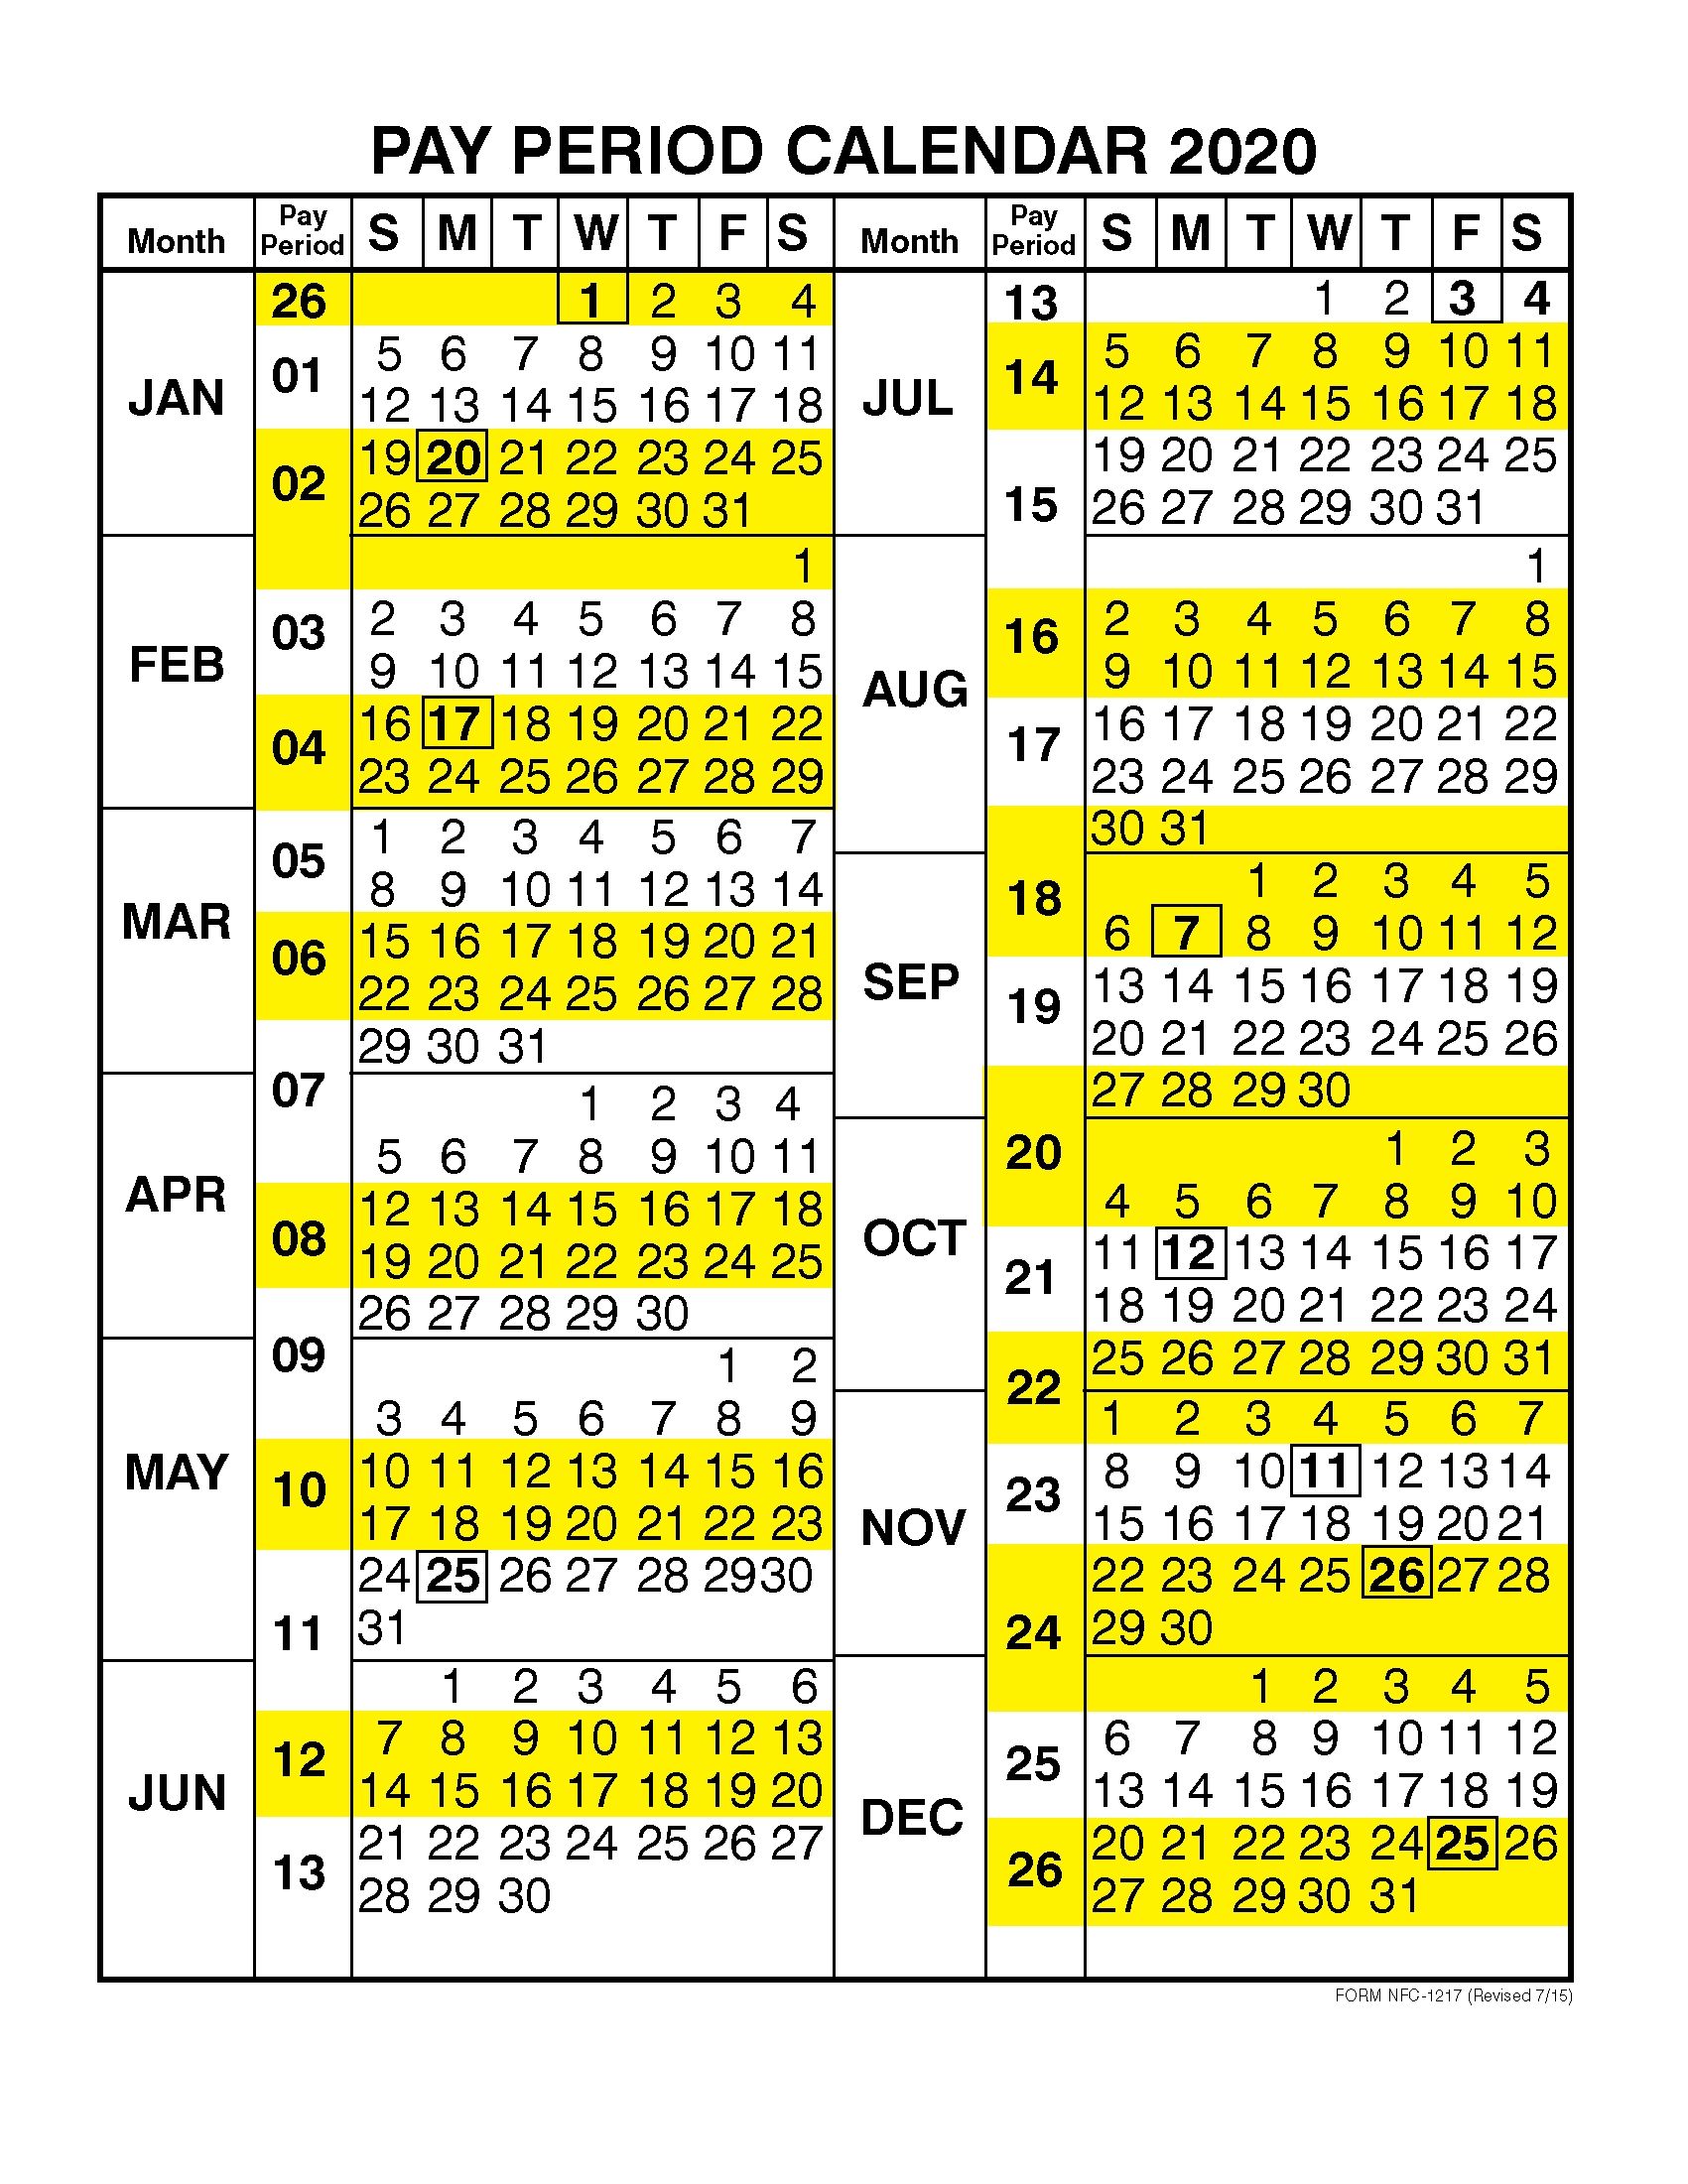 PAY PERIOD CALENDAR 2020
Month Pay Period S M T W T F S
JAN
26 1 2 3 4
01 5 6 7 8 9 10 11
12 13 14 15 16 17 18
02 19 20 21 22 23 24 25
26 27 28 29 30 31
FEB
1
03 2 3 4 5 6 7 8
9 10 11 12 13 14 15
04 16 17 18 19 20 21 22
23 24 25 26 27 28 29
MAR
05 1 2 3 4 5 6 7
8 9 10 11 12 13 14
06 15 16 17 18 19 20 21
22 23 24 25 26 27 28
07 29 30 31
APR
1 2 3 4
5 6 7 8 9 10 11
08 12 13 14 15 16 17 18
19 20 21 22 23 24 25
09 26 27 28 29 30
MAY
1 2
3 4 5 6 7 8 9
10 10 11 12 13 14 15 16
17 18 19 20 21 22 23
11 24 25 26 27 28 29 30
31
JUN
1 2 3 4 5 6
12 7 8 9 10 11 12 13
14 15 16 17 18 19 20
13 21 22 23 24 25 26 27
28 29 30
Month Pay Period S M T W T F S
JUL
13 1 2 3 4
14 5 6 7 8 9 10 11
12 13 14 15 16 17 18
15 19 20 21 22 23 24 25
26 27 28 29 30 31
AUG
1
16 2 3 4 5 6 7 8
9 10 11 12 13 14 15
17 16 17 18 19 20 21 22
23 24 25 26 27 28 29
18 30 31
SEP
1 2 3 4 5
6 7 8 9 10 11 12
19 13 14 15 16 17 18 19
20 21 22 23 24 25 26
20 27 28 29 30
OCT
1 2 3
4 5 6 7 8 9 10
21 11 12 13 14 15 16 17
18 19 20 21 22 23 24
22 25 26 27 28 29 30 31
NOV
1 2 3 4 5 6 7
23 8 9 10 11 12 13 14
15 16 17 18 19 20 21
24 22 23 24 25 26 27 28
29 30
DEC
1 2 3 4 5
25 6 7 8 9 10 11 12
13 14 15 16 17 18 19
26 20 21 22 23 24 25 26
27 28 29 30 31
FORM NFC-1217 (Revised 7/15)